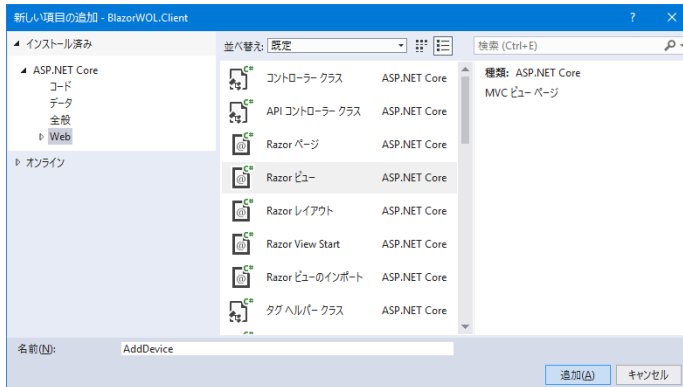 新しい項目の追加 - BlazorWOL.Client
? ×
インストール済み
ASP.NET Core
コード
データ
全般
Web
オンライン
並べ替え: 既定
コントローラー クラス ASP.NET Core
API コントローラー クラス ASP.NET Core
Razor ページ ASP.NET Core
Razor ビュー ASP.NET Core
Razor レイアウト ASP.NET Core
Razor View Start ASP.NET Core
Razor ビューのインポート ASP.NET Core
タグ ヘルパー クラス ASP.NET Core
検索 (Ctrl+E)
種類: ASP.NET Core
MVC ビュー ページ
名前(N): AddDevice
追加(A) キャンセル